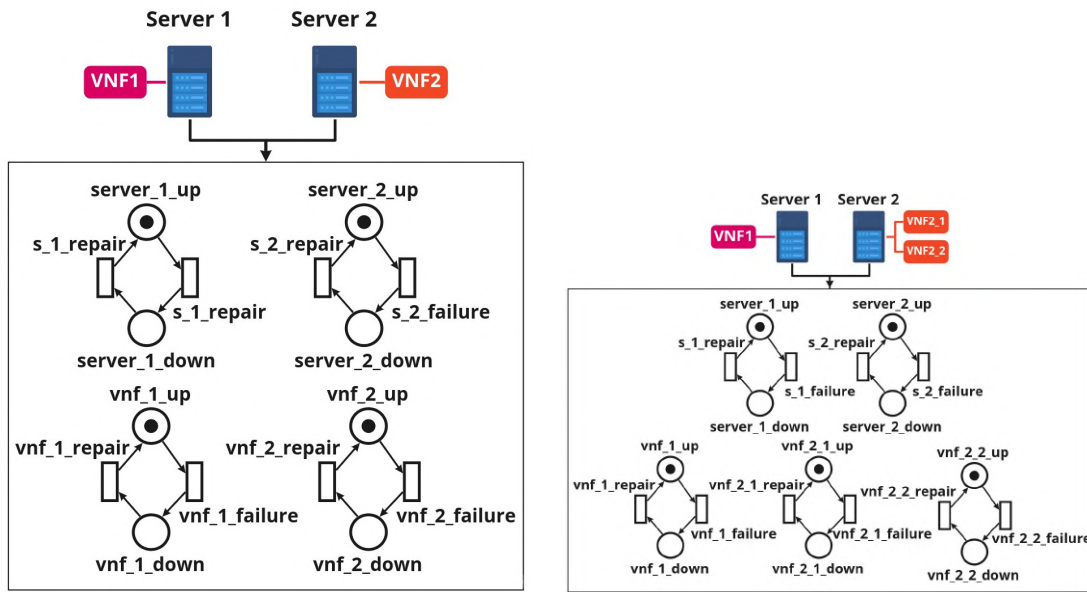 Server 1 Server 2
VNF1 VNF2
server_1_up server_2_up
s_1_repair s_2_repair
s_1_repair s_2_failure
server_1_down server_2_down
vnf_1_up vnf_2_up
vnf_1_repair vnf_2_repair
vnf_1_failure vnf_2_failure
vnf_1_down vnf_2_down
Server 1 Server 2
VNF2_1
VNF1
VNF2_2
server_1_up server_2_up
s_1_repair s_2_repair
s_1_failure s_2_failure
server_1_down server_2_down
vnf_1_up vnf_2_1_up vnf_2_2_up
vnf_1_repair vnf_2_1_repair vnf_2_2_repair
vnf_1_failure vnf_2_1_failure vnf_2_2_failure
vnf_1_down vnf_2_1_down vnf_2_2_down